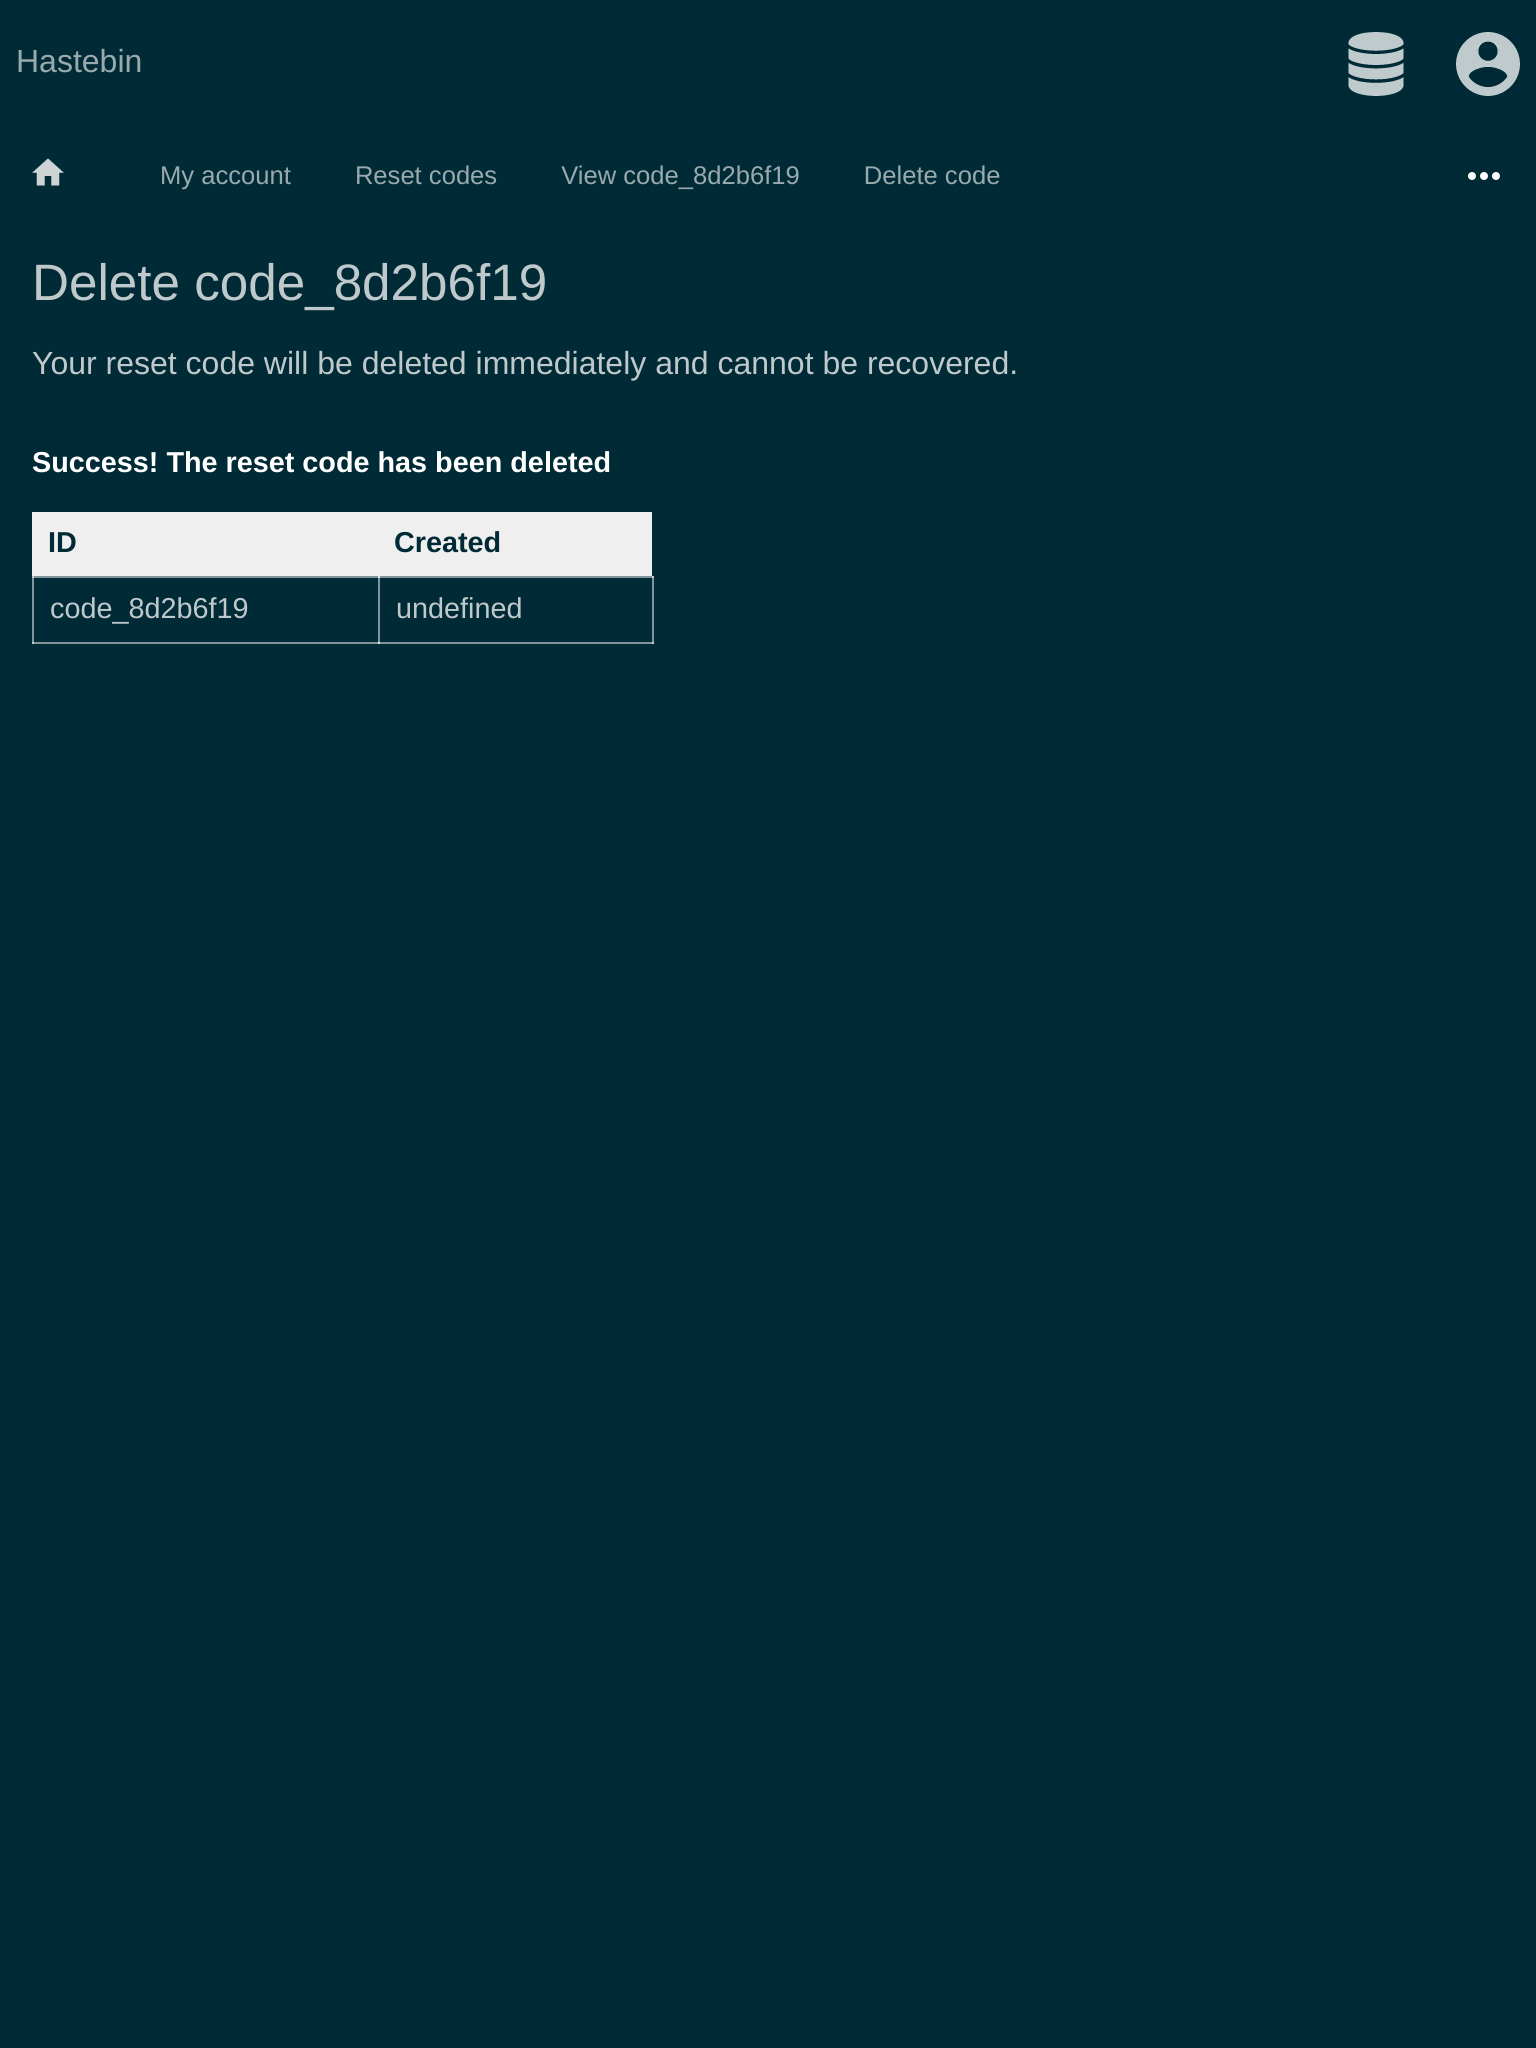 Hastebin
My account Reset codes View code_8d2b6f19 Delete code
Delete code_8d2b6f19
Your reset code will be deleted immediately and cannot be recovered.
Success! The reset code has been deleted
ID Created
code_8d2b6f19 undefined